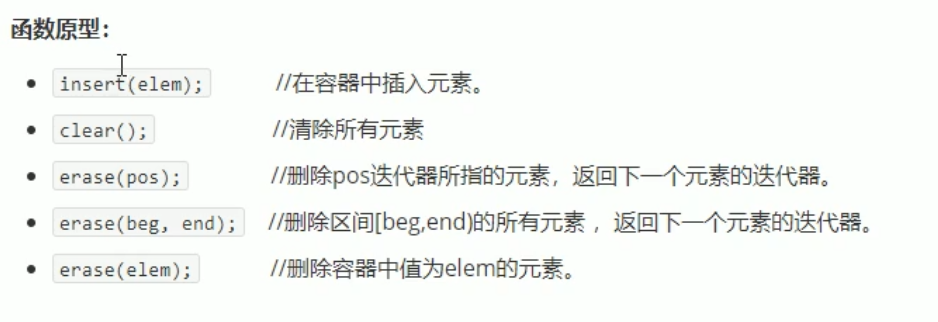 函数原型：
insert(elem); //在容器中插入元素。
clear(); //清除所有元素
erase(pos); //删除pos迭代器所指的元素，返回下一个元素的迭代器。
erase(beg, end); //删除区间[beg,end)的所有元素 ，返回下一个元素的迭代器。
erase(elem); //删除容器中值为elem的元素。